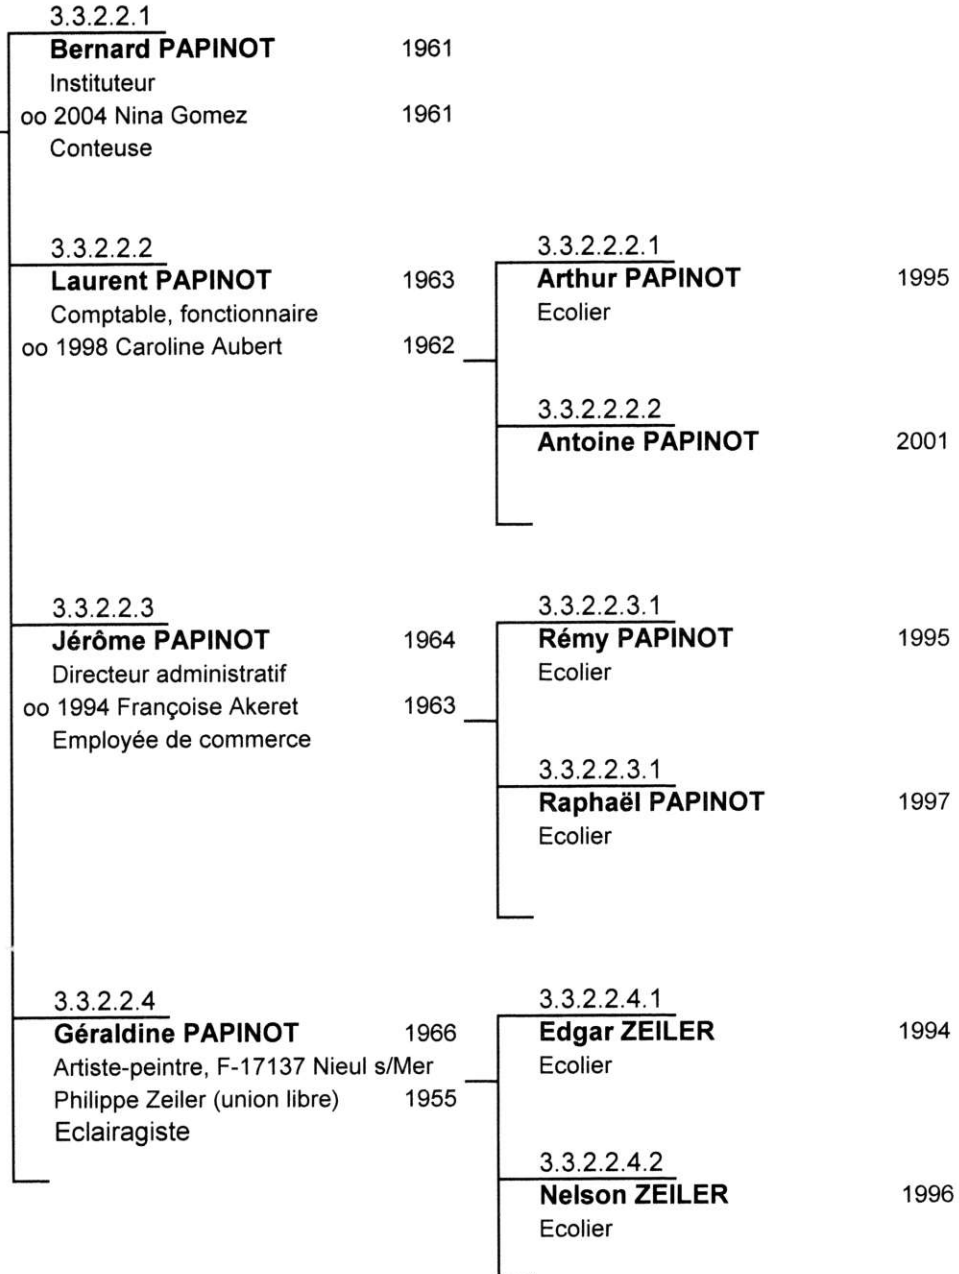 3.3.2.2.1
Bernard PAPINOT 1961
Instituteur
oo 2004 Nina Gomez 1961
Conteuse
3.3.2.2.2
Laurent PAPINOT 1963
Comptable, fonctionnaire
oo 1998 Caroline Aubert 1962
3.3.2.2.2.1
Arthur PAPINOT 1995
Ecolier
3.3.2.2.2.2
Antoine PAPINOT 2001
3.3.2.2.3
Jérôme PAPINOT 1964
Directeur administratif
oo 1994 Françoise Akeret 1963
Employée de commerce
3.3.2.2.3.1
Rémy PAPINOT 1995
Ecolier
3.3.2.2.3.1
Raphaël PAPINOT 1997
Ecolier
3.3.2.2.4
Géraldine PAPINOT 1966
Artiste-peintre, F-17137 Nieul s/Mer
Philippe Zeiler (union libre) 1955
Eclairagiste
3.3.2.2.4.1
Edgar ZEILER 1994
Ecolier
3.3.2.2.4.2
Nelson ZEILER 1996
Ecolier